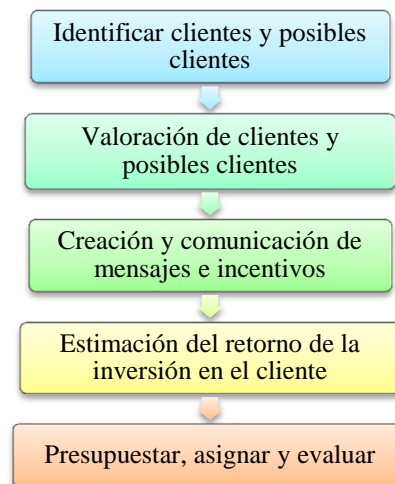 Identificar clientes y posibles
clientes
Valoración de clientes y
posibles clientes
Creación y comunicación de
mensajes e incentivos
Estimación del retorno de la
inversión en el cliente
Presupuestar, asignar y evaluar